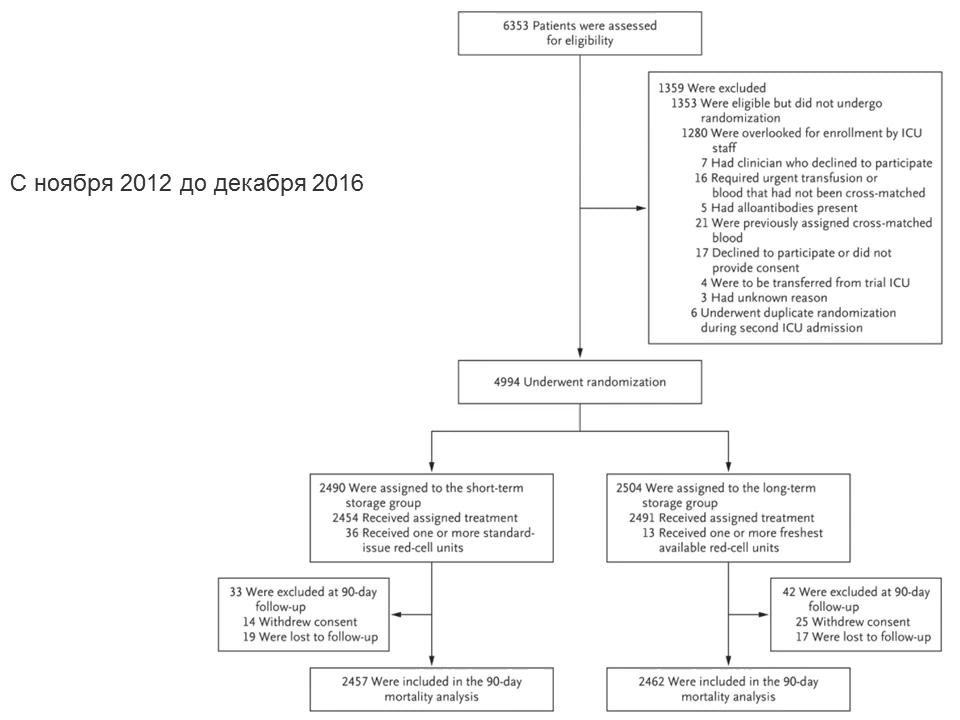 6353 Patients were assessed
for eligibility
1359 Were excluded
1353 Were eligible but did not undergo
randomization
1280 Were overlooked for enrollment by ICU
staff
7 Had clinician who declined to participate
16 Required urgent transfusion or
blood that had not been cross-matched
5 Had alloantibodies present
21 Were previously assigned cross-matched
blood
17 Declined to participate or did not
provide consent
4 Were to be transferred from trial ICU
3 Had unknown reason
6 Underwent duplicate randomization
during second ICU admission
С ноября 2012 до декабря 2016
4994 Underwent randomization
2490 Were assigned to the short-term
storage group
2454 Received assigned treatment
36 Received one or more standard-
issue red-cell units
2504 Were assigned to the long-term
storage group
2491 Received assigned treatment
13 Received one or more freshest
available red-cell units
33 Were excluded at 90-day
follow-up
14 Withdrew consent
19 Were lost to follow-up
42 Were excluded at 90-day
follow-up
25 Withdrew consent
17 Were lost to follow-up
2457 Were included in the 90-day
mortality analysis
2462 Were included in the 90-day
mortality analysis